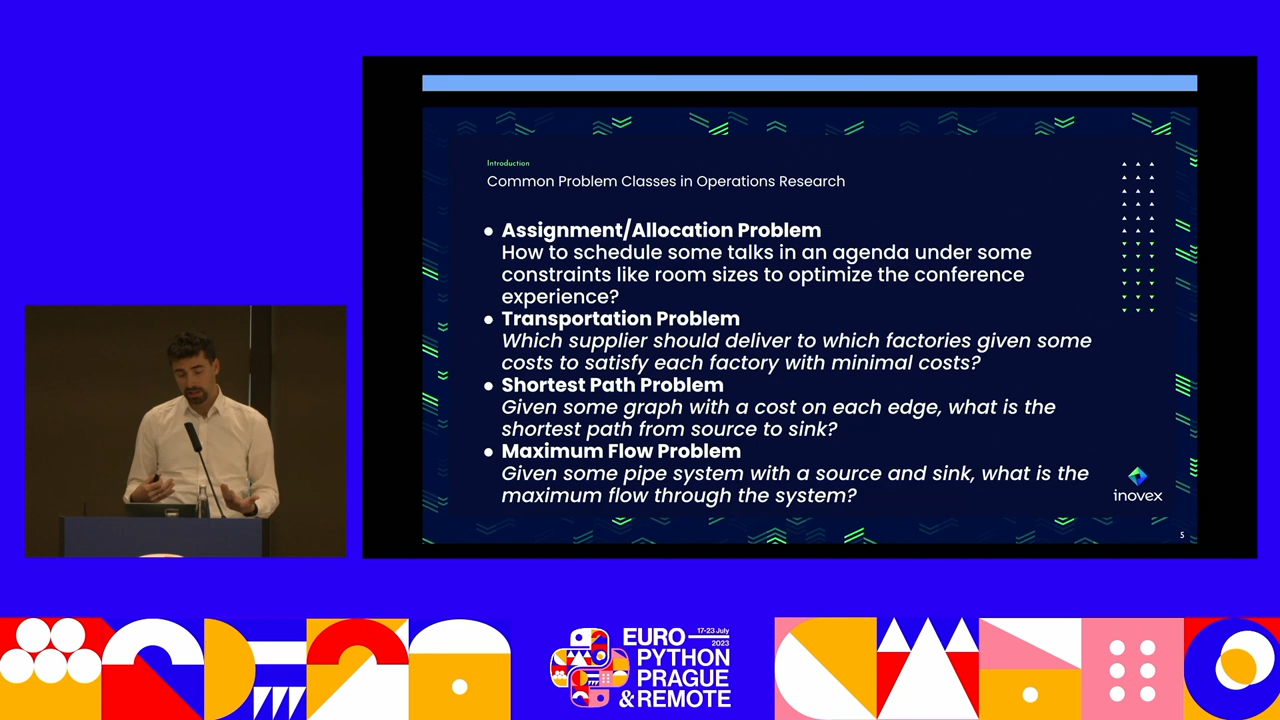 Introduction
Common Problem Classes in Operations Research
● Assignment/Allocation Problem
How to schedule some talks in an agenda under some
constraints like room sizes to optimize the conference
experience?
● Transportation Problem
Which supplier should deliver to which factories given some
costs to satisfy each factory with minimal costs?
● Shortest Path Problem
Given some graph with a cost on each edge, what is the
shortest path from source to sink?
● Maximum Flow Problem
Given some pipe system with a source and sink, what is the
maximum flow through the system?
inovex
5
17-23 July
2023
EURO
PYTHON
PRAGUE
& REMOTE